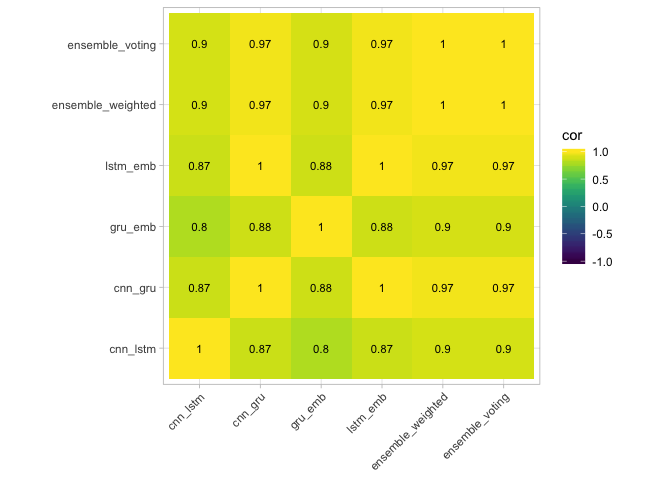 ensemble_voting 0.9 0.97 0.9 0.97 1 1
ensemble_weighted 0.9 0.97 0.9 0.97 1 1
lstm_emb 0.87 1 0.88 1 0.97 0.97
gru_emb 0.8 0.88 1 0.88 0.9 0.9
cnn_gru 0.87 1 0.88 1 0.97 0.97
cnn_lstm 1 0.87 0.8 0.87 0.9 0.9
cnn_lstm cnn_gru gru_emb lstm_emb ensemble_weighted ensemble_voting
cor
1.0
0.5
0.0
-0.5
-1.0